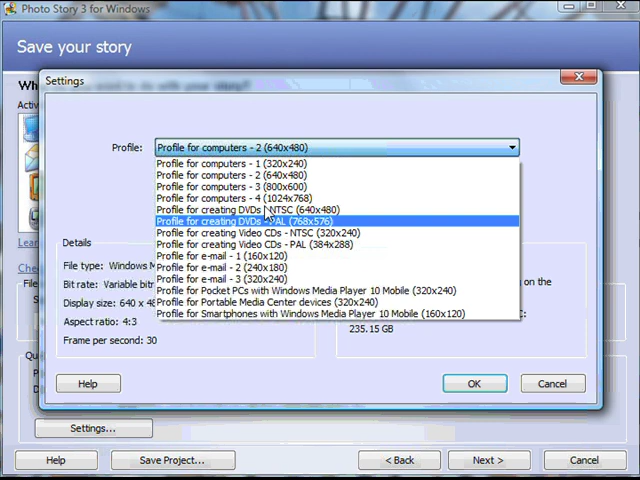 Photo Story 3 for Windows
Save your story
Settings
Profile:
Profile for computers - 2 (640x480)
Profile for computers - 1 (320x240)
Profile for computers - 2 (640x480)
Profile for computers - 3 (800x600)
Profile for computers - 4 (1024x768)
Profile for creating DVDs - NTSC (640x480)
Profile for creating DVDs - PAL (768x576)
Profile for creating Video CDs - NTSC (320x240)
Profile for creating Video CDs - PAL (384x288)
Profile for e-mail - 1 (160x120)
Profile for e-mail - 2 (240x180)
Profile for e-mail - 3 (320x240)
Profile for Pocket PCs with Windows Media Player 10 Mobile (320x240)
Profile for Portable Media Center devices (320x240)
Profile for Smartphones with Windows Media Player 10 Mobile (160x120)
Details
File type: Windows M
Bit rate: Variable bit
Display size: 640 x 48
Aspect ratio: 4:3
Frame per second: 30
on the
235.15 GB
Help
OK
Cancel
Settings...
Help
Save Project...
< Back
Next >
Cancel